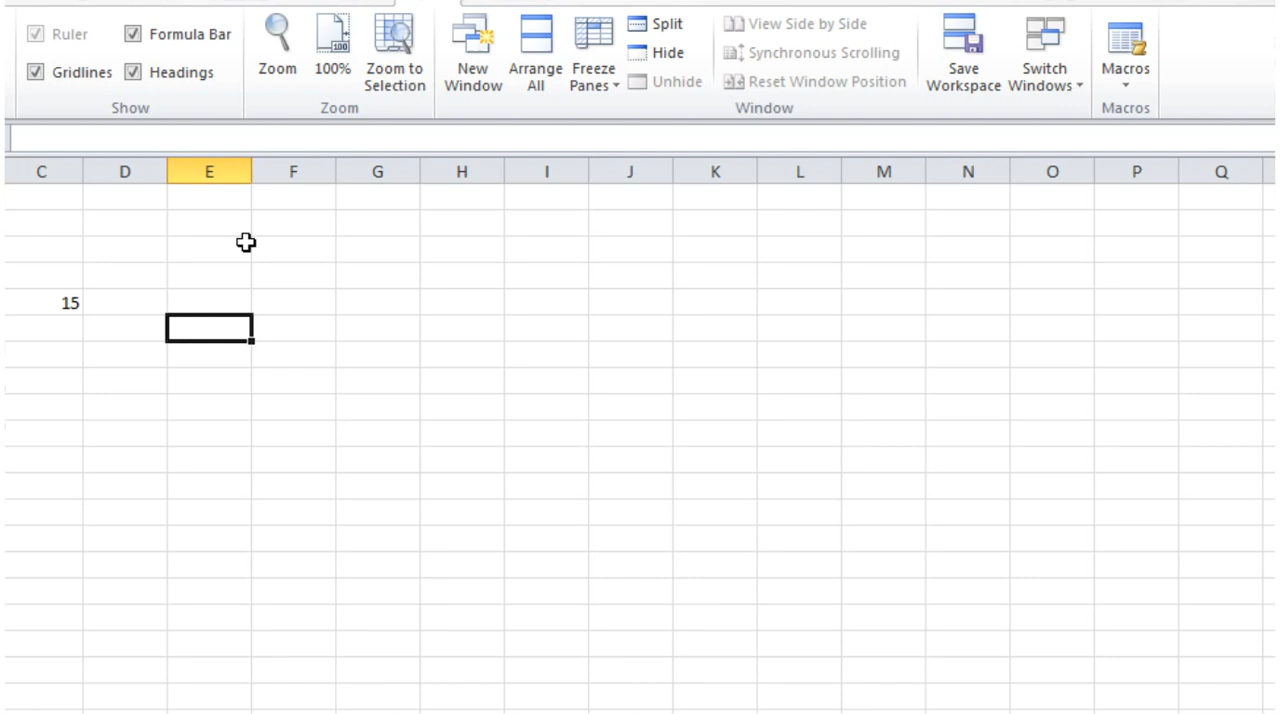 Ruler Formula Bar
Gridlines Headings
Show
Zoom 100% Zoom to Selection
Zoom
New Window Arrange All Freeze Panes
Split
Hide
Unhide
View Side by Side
Synchronous Scrolling
Reset Window Position
Save Workspace Switch Windows
Window
Macros
Macros
100
C D E F G H I J K L M N O P Q
15